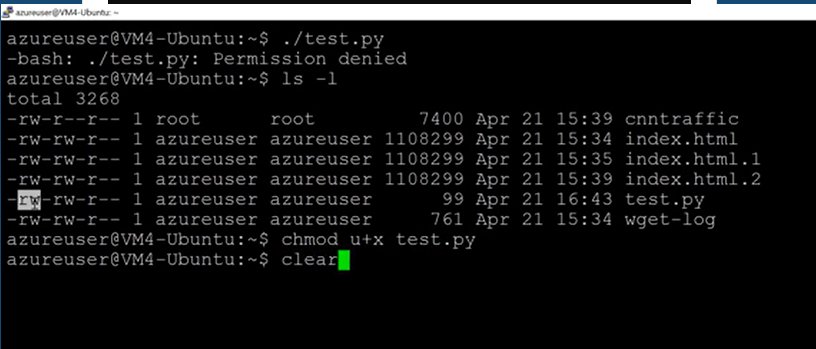 azureuser@VM4-Ubuntu: ~
azureuser@VM4-Ubuntu:~$ ./test.py
-bash: ./test.py: Permission denied
azureuser@VM4-Ubuntu:~$ ls -l
total 3268
-rw-r--r-- 1 root root 7400 Apr 21 15:39 cnntraffic
-rw-rw-r-- 1 azureuser azureuser 1108299 Apr 21 15:34 index.html
-rw-rw-r-- 1 azureuser azureuser 1108299 Apr 21 15:35 index.html.1
-rw-rw-r-- 1 azureuser azureuser 1108299 Apr 21 15:39 index.html.2
-rw-rw-r-- 1 azureuser azureuser 99 Apr 21 16:43 test.py
-rw-rw-r-- 1 azureuser azureuser 761 Apr 21 15:34 wget-log
azureuser@VM4-Ubuntu:~$ chmod u+x test.py
azureuser@VM4-Ubuntu:~$ clear